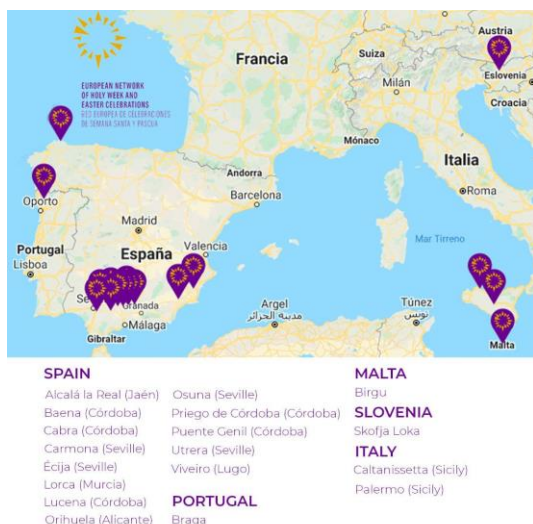 Austria
Francia
Suiza
Eslovenia
Milán
Croacia
EUROPEAN NETWORK
OF HOLY WEEK AND
EASTER CELEBRATIONS
RED EUROPEA DE CELEBRACIONES
DE SEMANA SANTA Y PASCUA
Mónaco
Andorra
Italia
Oporto
Barcelona
Roma
Madrid
Portugal
España
Valencia
Mar Tirreno
Lisboa
Granada
Málaga
Gibraltar
Argel
مدينة الجزائر
Túnez
تونس
Malta
SPAIN
Alcalá la Real (Jaén)
Baena (Córdoba)
Cabra (Córdoba)
Carmona (Seville)
Écija (Seville)
Lorca (Murcia)
Lucena (Córdoba)
Orihuela (Alicante)
Osuna (Seville)
Priego de Córdoba (Córdoba)
Puente Genil (Córdoba)
Utrera (Seville)
Viveiro (Lugo)
PORTUGAL
Braga
MALTA
Birgu
SLOVENIA
Skofja Loka
ITALY
Caltanissetta (Sicily)
Palermo (Sicily)